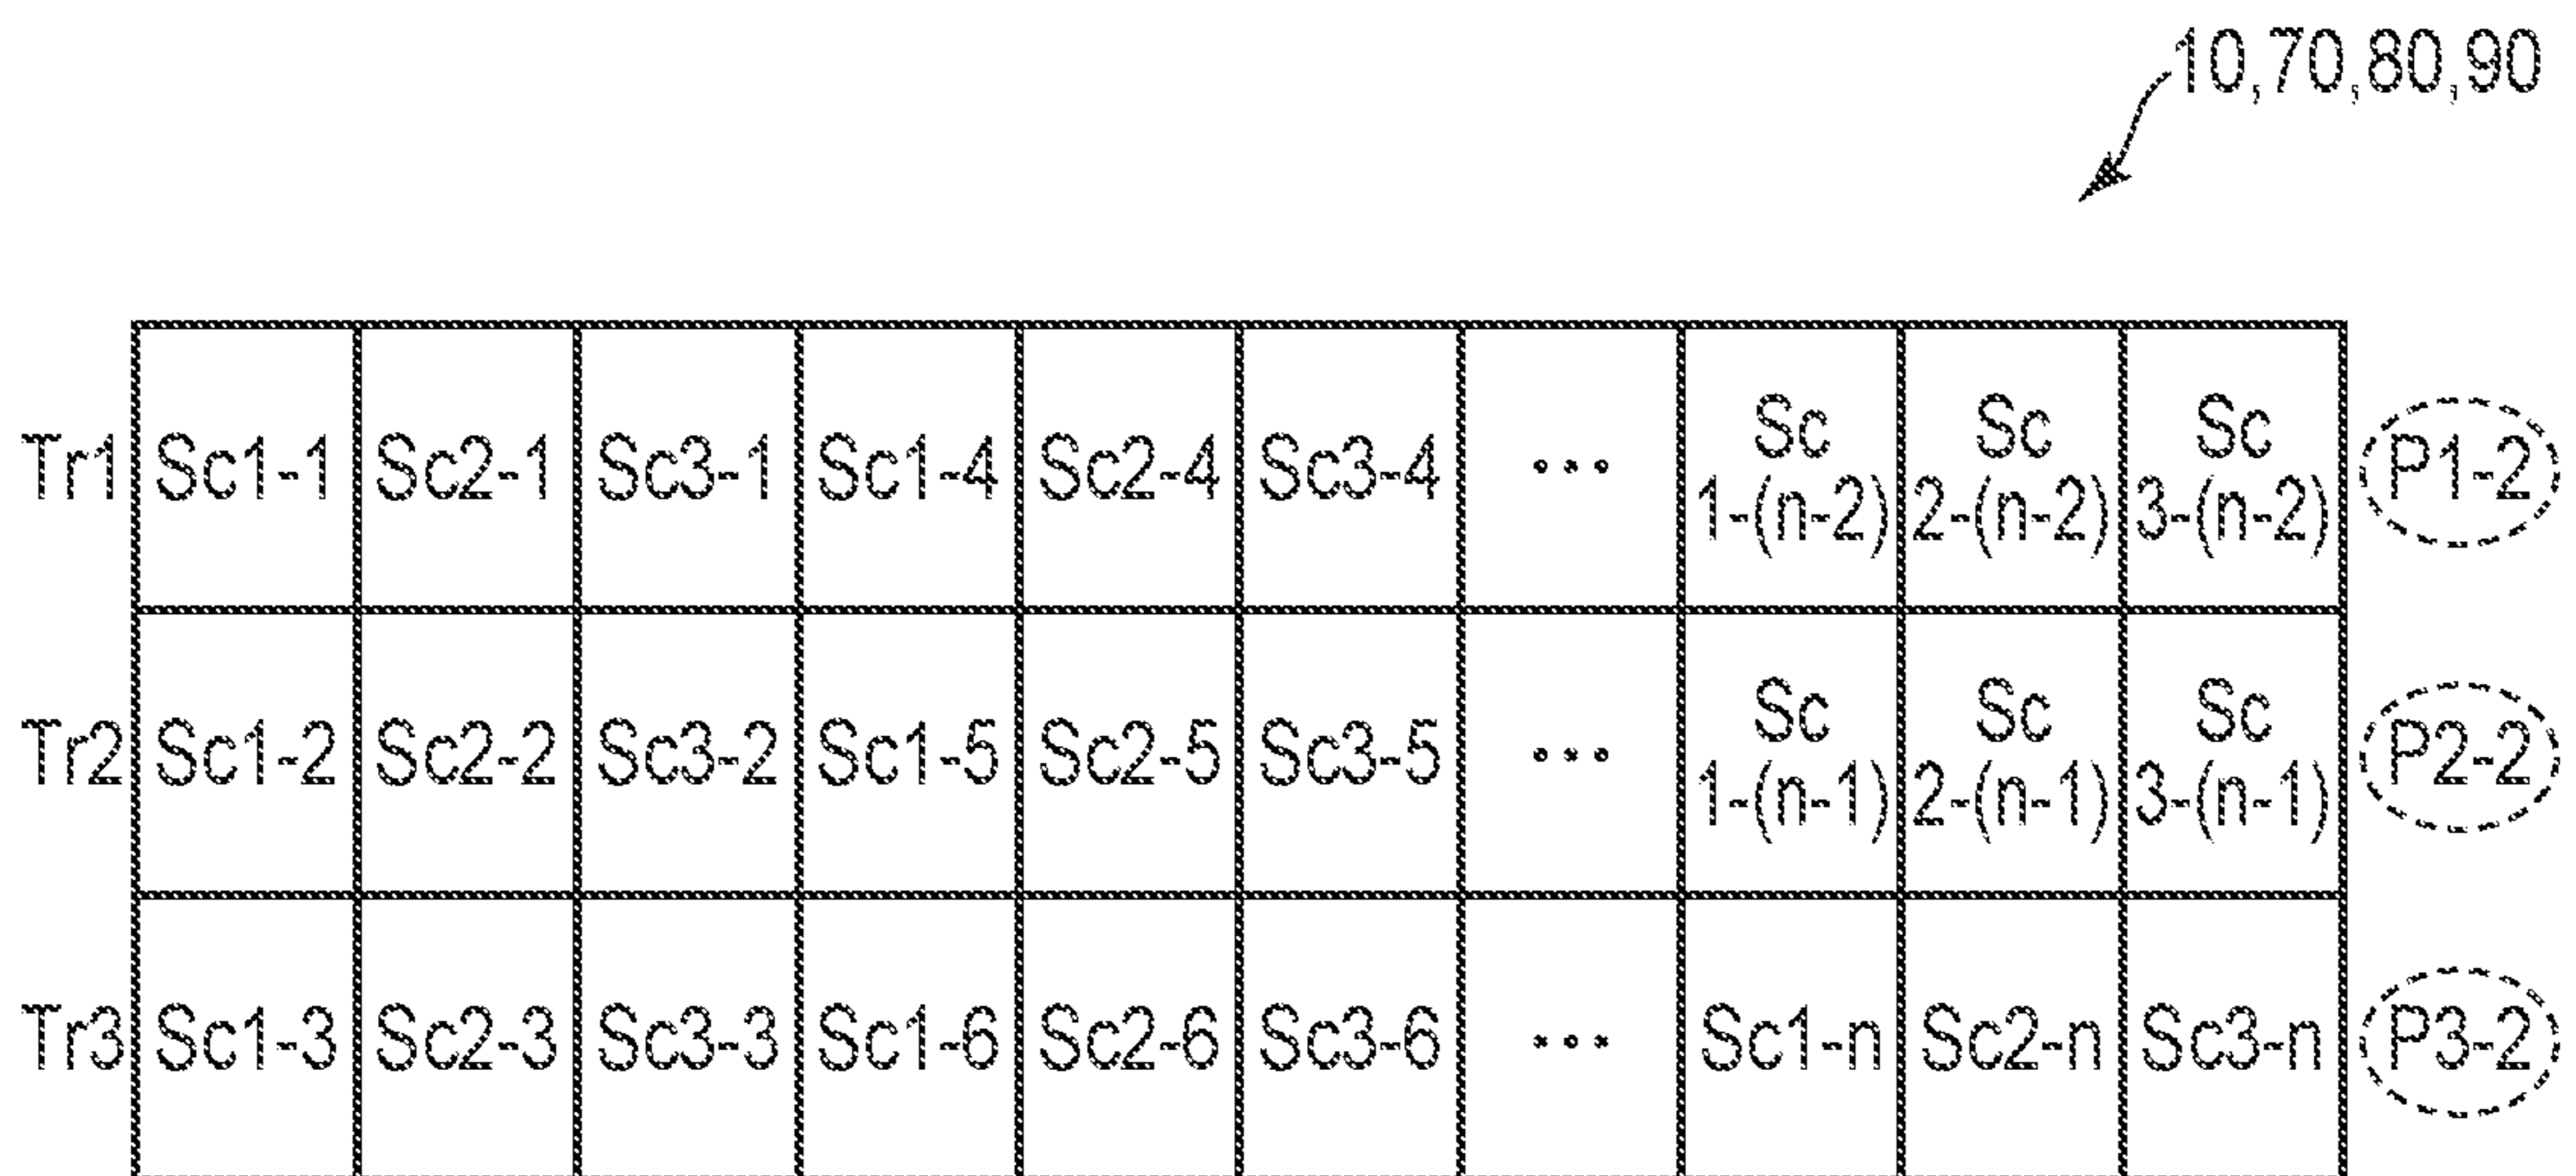 10,70,80,90
Tr1 Sc1-1 Sc2-1 Sc3-1 Sc1-4 Sc2-4 Sc3-4 ... Sc 1-(n-2) Sc 2-(n-2) Sc 3-(n-2) P1-2
Tr2 Sc1-2 Sc2-2 Sc3-2 Sc1-5 Sc2-5 Sc3-5 ... Sc 1-(n-1) Sc 2-(n-1) Sc 3-(n-1) P2-2
Tr3 Sc1-3 Sc2-3 Sc3-3 Sc1-6 Sc2-6 Sc3-6 ... Sc1-n Sc2-n Sc3-n P3-2